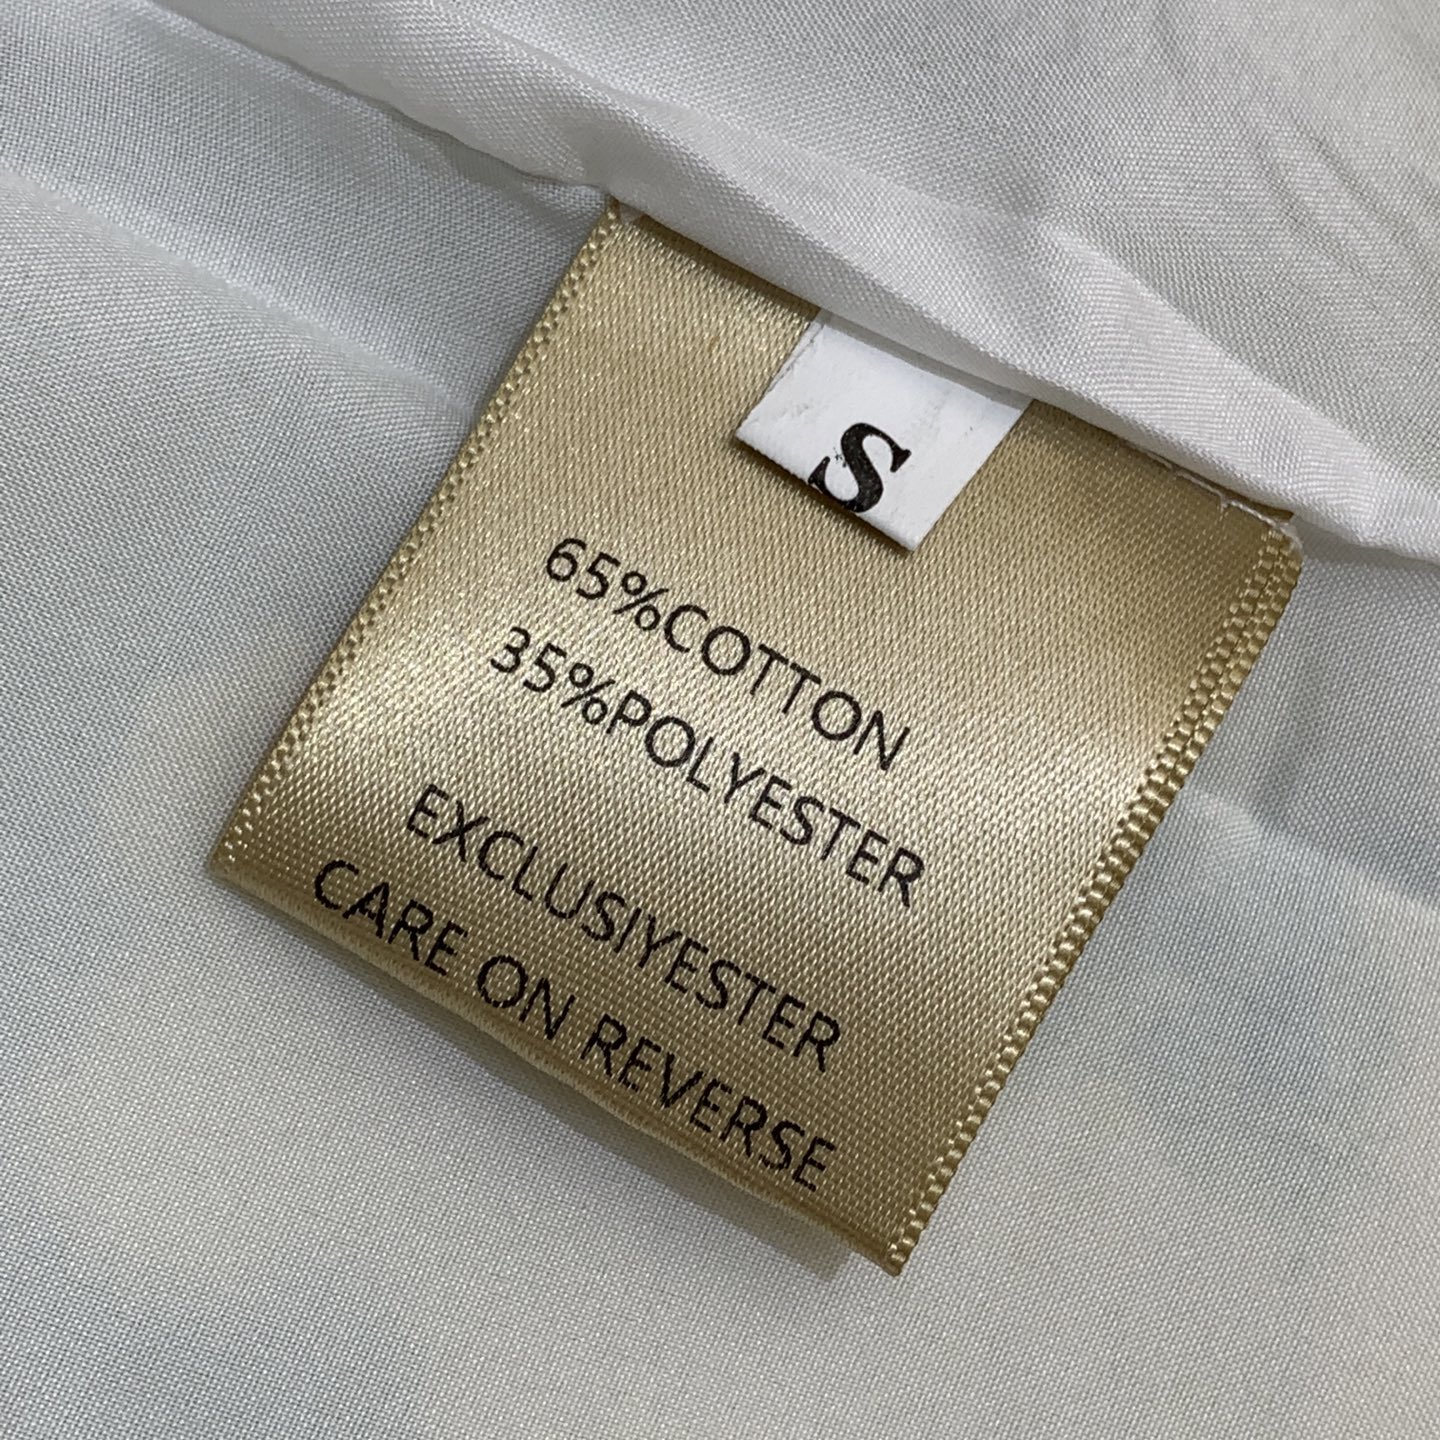 S
65%COTTON
35%POLYESTER
EXCLUSIYESTER
CARE ON REVERSE